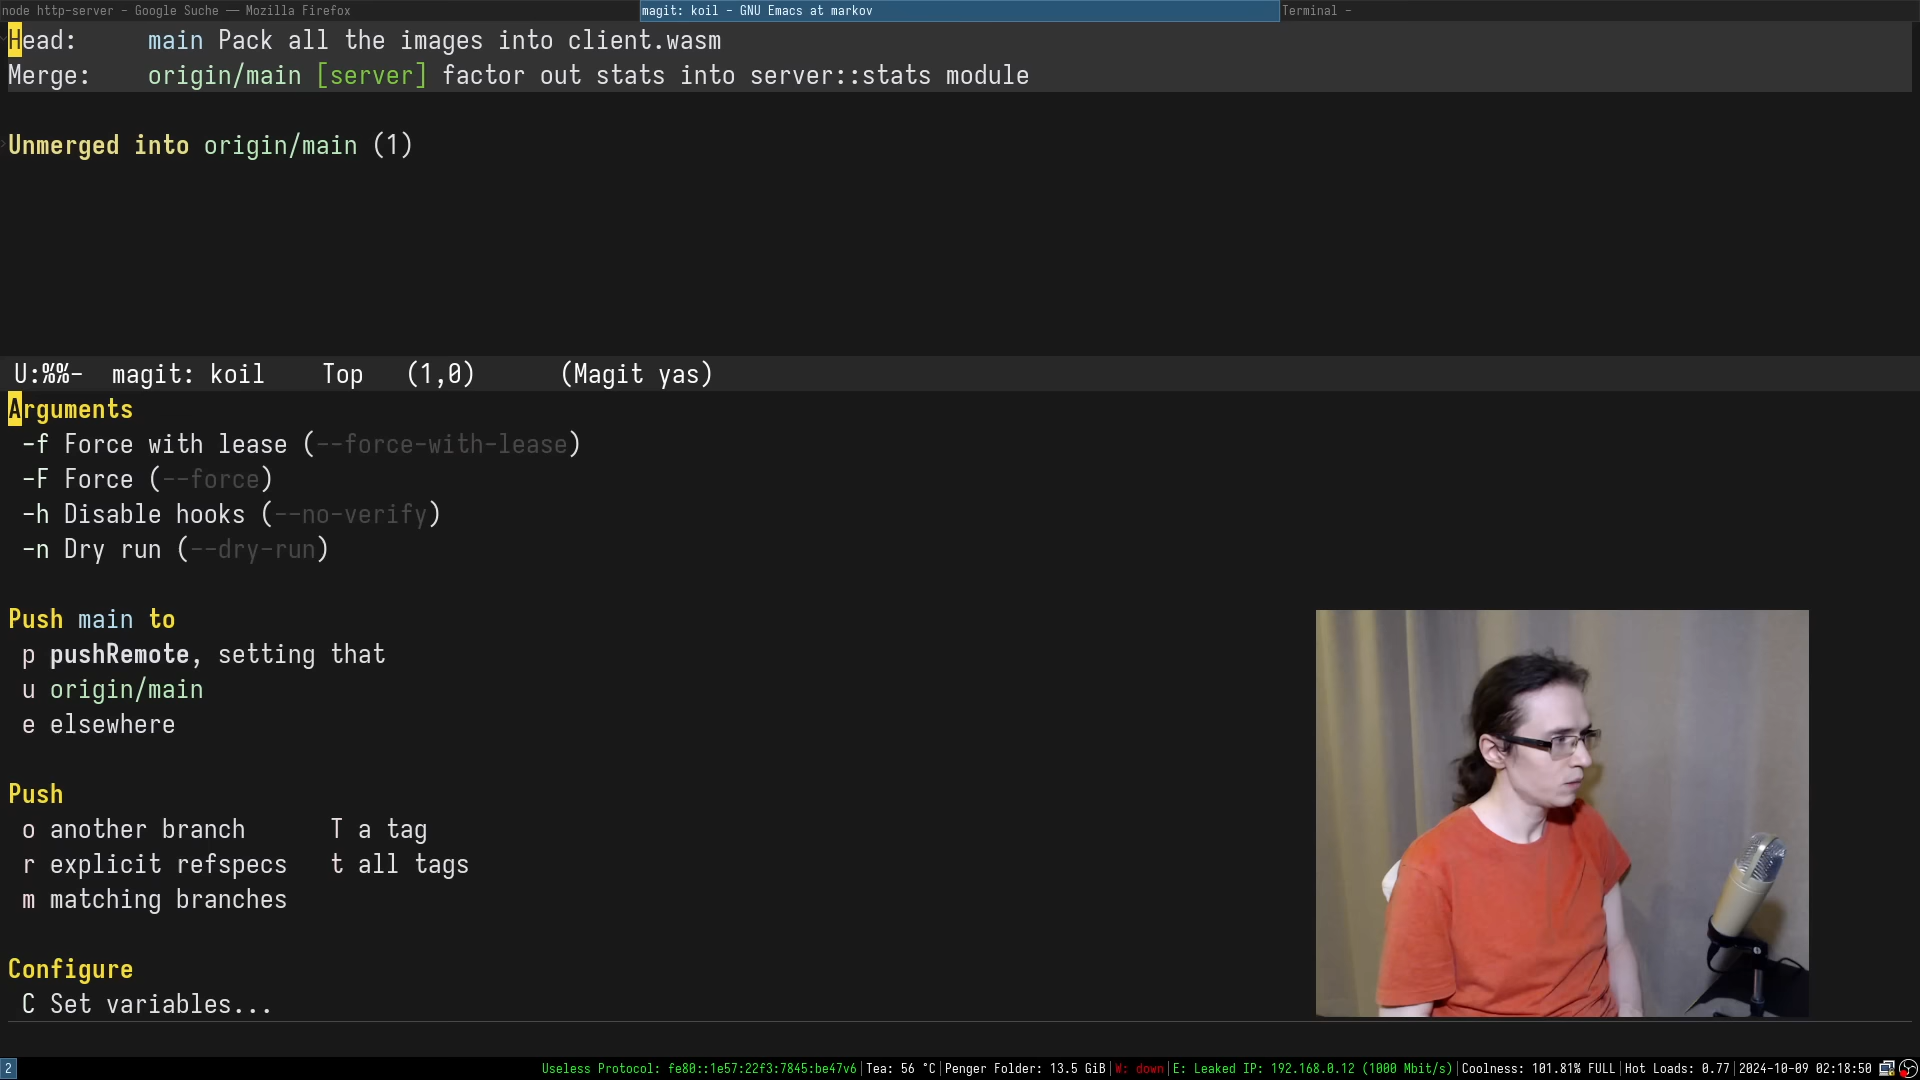 node http-server - Google Suche — Mozilla Firefox
magit: koil - GNU Emacs at markov
Terminal -
Head:     main Pack all the images into client.wasm
Merge:    origin/main [server] factor out stats into server::stats module
Unmerged into origin/main (1)
U:%%-  magit: koil    Top   (1,0)      (Magit yas)
Arguments
-f Force with lease (--force-with-lease)
-F Force (--force)
-h Disable hooks (--no-verify)
-n Dry run (--dry-run)
Push main to
p pushRemote, setting that
u origin/main
e elsewhere
Push
o another branch      T a tag
r explicit refspecs   t all tags
m matching branches
Configure
C Set variables...
2
Useless Protocol: fe80::1e57:22f3:7845:be47v6|Tea: 56 °C|Penger Folder: 13.5 GiB|W: down|E: Leaked IP: 192.168.0.12 (1000 Mbit/s)|Coolness: 101.81% FULL|Hot Loads: 0.77|2024-10-09 02:18:50